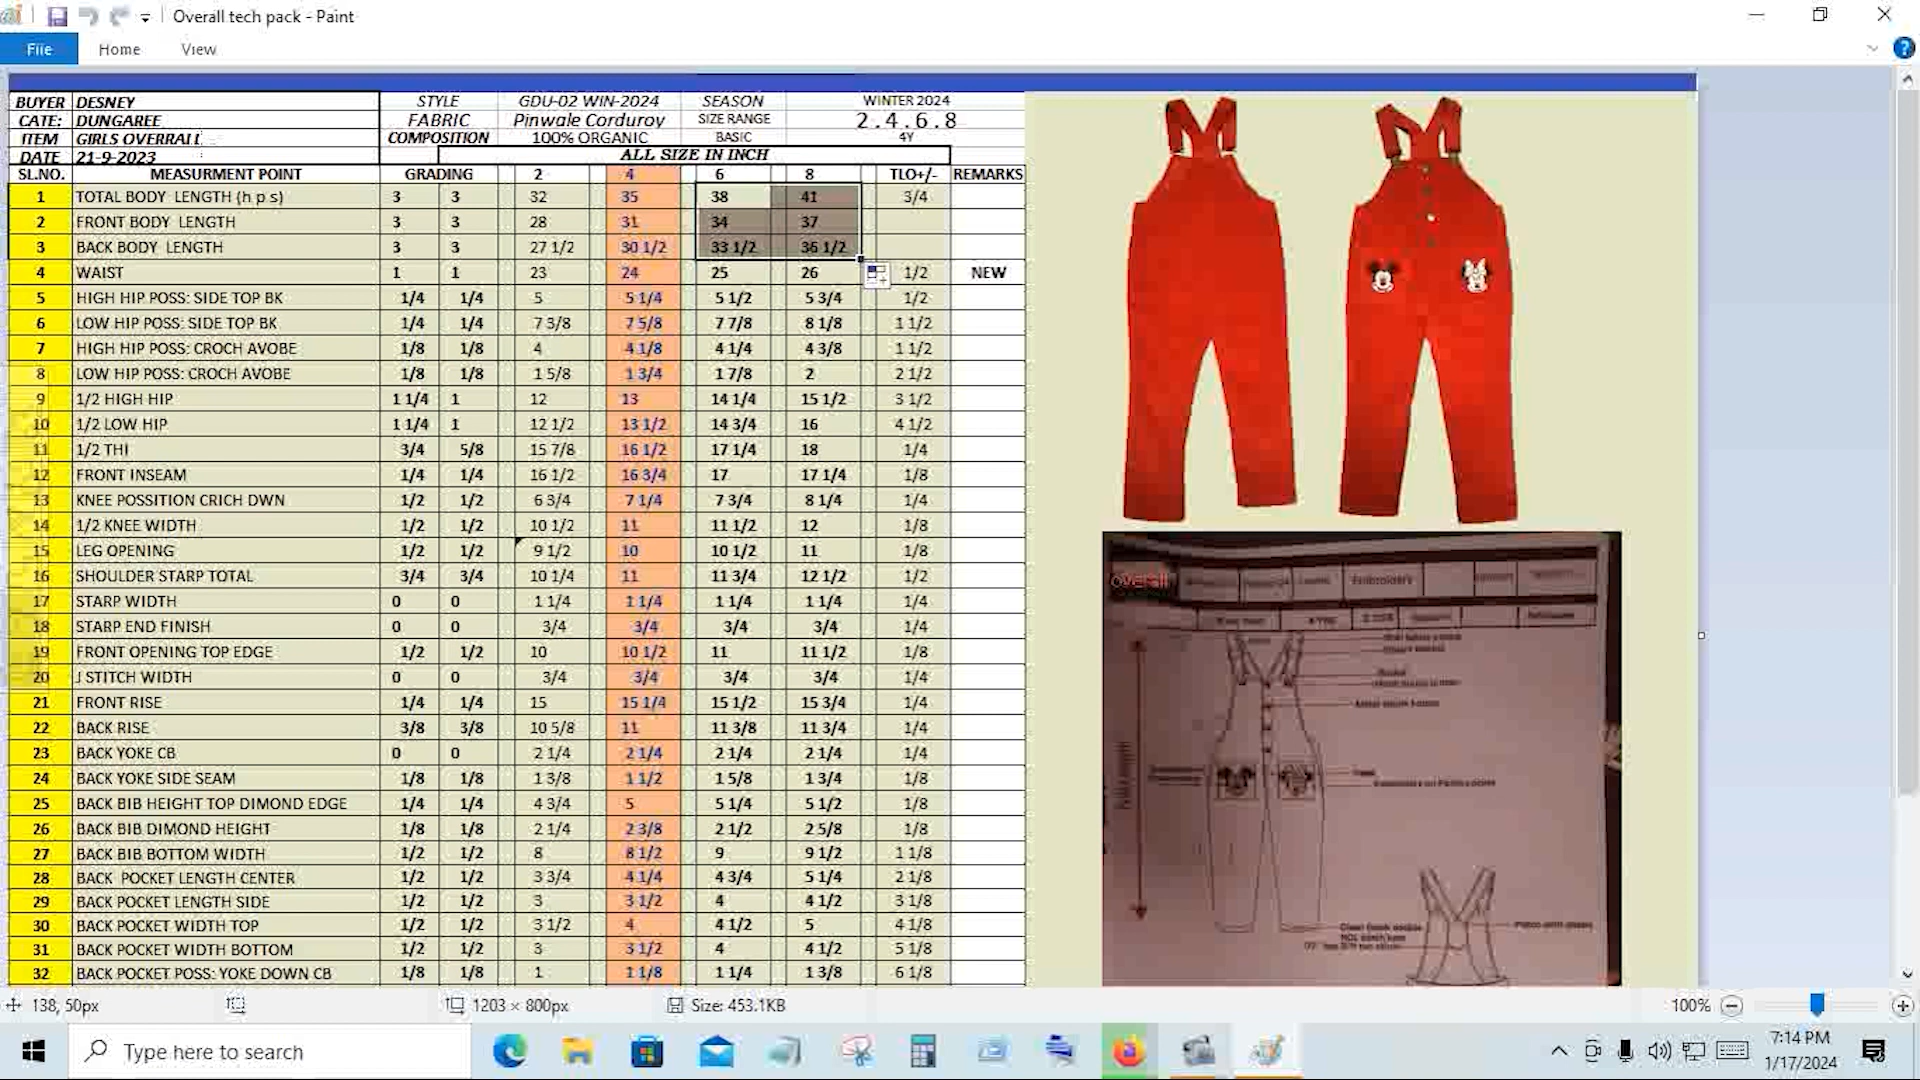 Overall tech pack - Paint
File Home View
BUYER DESNEY STYLE GDU-02 WIN-2024 SEASON WINTER 2024
CATE: DUNGAREE FABRIC Pinwale Corduroy SIZE RANGE 2.4.6.8
ITEM GIRLS OVERRALL COMPOSITION 100% ORGANIC BASIC 4Y
DATE 21-9-2023 ALL SIZE IN INCH
SL.NO. MEASURMENT POINT GRADING 2 4 6 8 TLO+/- REMARKS
1 TOTAL BODY LENGTH (h p s) 3 3 32 35 38 41 3/4
2 FRONT BODY LENGTH 3 3 28 31 34 37
3 BACK BODY LENGTH 3 3 27 1/2 30 1/2 33 1/2 36 1/2
4 WAIST 1 1 23 24 25 26 1/2 NEW
5 HIGH HIP POSS: SIDE TOP BK 1/4 1/4 5 5 1/4 5 1/2 5 3/4 1/2
6 LOW HIP POSS: SIDE TOP BK 1/4 1/4 7 3/8 7 5/8 7 7/8 8 1/8 1 1/2
7 HIGH HIP POSS: CROCH AVOBE 1/8 1/8 4 4 1/8 4 1/4 4 3/8 1 1/2
8 LOW HIP POSS: CROCH AVOBE 1/8 1/8 1 5/8 1 3/4 1 7/8 2 2 1/2
9 1/2 HIGH HIP 1 1/4 1 12 13 14 1/4 15 1/2 3 1/2
10 1/2 LOW HIP 1 1/4 1 12 1/2 13 1/2 14 3/4 16 4 1/2
11 1/2 THI 3/4 5/8 15 7/8 16 1/2 17 1/4 18 1/4
12 FRONT INSEAM 1/4 1/4 16 1/2 16 3/4 17 17 1/4 1/8
13 KNEE POSSITION CRICH DWN 1/2 1/2 6 3/4 7 1/4 7 3/4 8 1/4 1/4
14 1/2 KNEE WIDTH 1/2 1/2 10 1/2 11 11 1/2 12 1/8
15 LEG OPENING 1/2 1/2 9 1/2 10 10 1/2 11 1/8
16 SHOULDER STARP TOTAL 3/4 3/4 10 1/4 11 11 3/4 12 1/2 1/2
17 STARP WIDTH 0 0 1 1/4 1 1/4 1 1/4 1 1/4 1/4
18 STARP END FINISH 0 0 3/4 3/4 3/4 3/4 1/4
19 FRONT OPENING TOP EDGE 1/2 1/2 10 10 1/2 11 11 1/2 1/8
20 J STITCH WIDTH 0 0 3/4 3/4 3/4 3/4 1/4
21 FRONT RISE 1/4 1/4 15 15 1/4 15 1/2 15 3/4 1/4
22 BACK RISE 3/8 3/8 10 5/8 11 11 3/8 11 3/4 1/4
23 BACK YOKE CB 0 0 2 1/4 2 1/4 2 1/4 2 1/4 1/4
24 BACK YOKE SIDE SEAM 1/8 1/8 1 3/8 1 1/2 1 5/8 1 3/4 1/8
25 BACK BIB HEIGHT TOP DIMOND EDGE 1/4 1/4 4 3/4 5 5 1/4 5 1/2 1/8
26 BACK BIB DIMOND HEIGHT 1/8 1/8 2 1/4 2 3/8 2 1/2 2 5/8 1/8
27 BACK BIB BOTTOM WIDTH 1/2 1/2 8 8 1/2 9 9 1/2 1 1/8
28 BACK POCKET LENGTH CENTER 1/2 1/2 3 3/4 4 1/4 4 3/4 5 1/4 2 1/8
29 BACK POCKET LENGTH SIDE 1/2 1/2 3 3 1/2 4 4 1/2 3 1/8
30 BACK POCKET WIDTH TOP 1/2 1/2 3 1/2 4 4 1/2 5 4 1/8
31 BACK POCKET WIDTH BOTTOM 1/2 1/2 3 3 1/2 4 4 1/2 5 1/8
32 BACK POCKET POSS: YOKE DOWN CB 1/8 1/8 1 1 1/8 1 1/4 1 3/8 6 1/8
overall Embroidery
138, 50px 1203 × 800px Size: 453.1KB 100%
Type here to search
7:14 PM
1/17/2024